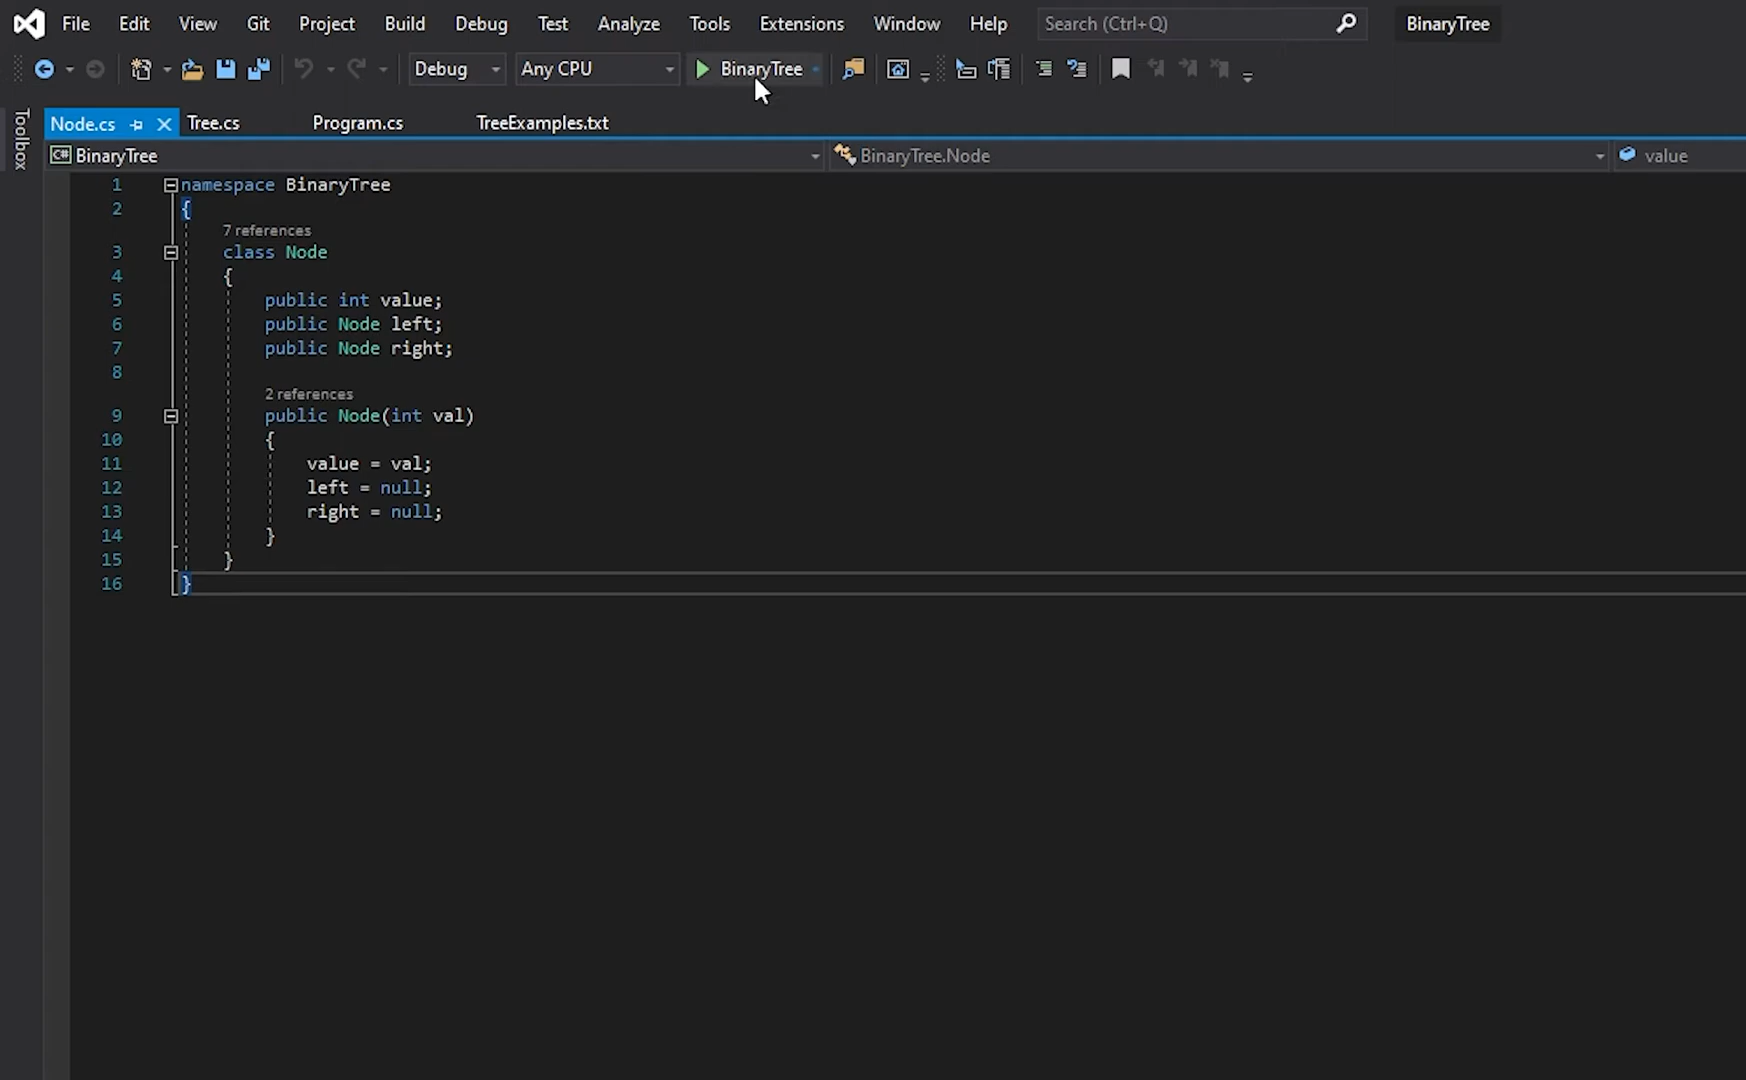 File Edit View Git Project Build Debug Test Analyze Tools Extensions Window Help Search (Ctrl+Q) BinaryTree
Debug Any CPU BinaryTree
Toolbox
Node.cs Tree.cs Program.cs TreeExamples.txt
C# BinaryTree BinaryTree.Node value
1 namespace BinaryTree
2 {
7 references
3 class Node
4 {
5 public int value;
6 public Node left;
7 public Node right;
8
2 references
9 public Node(int val)
10 {
11 value = val;
12 left = null;
13 right = null;
14 }
15 }
16 }